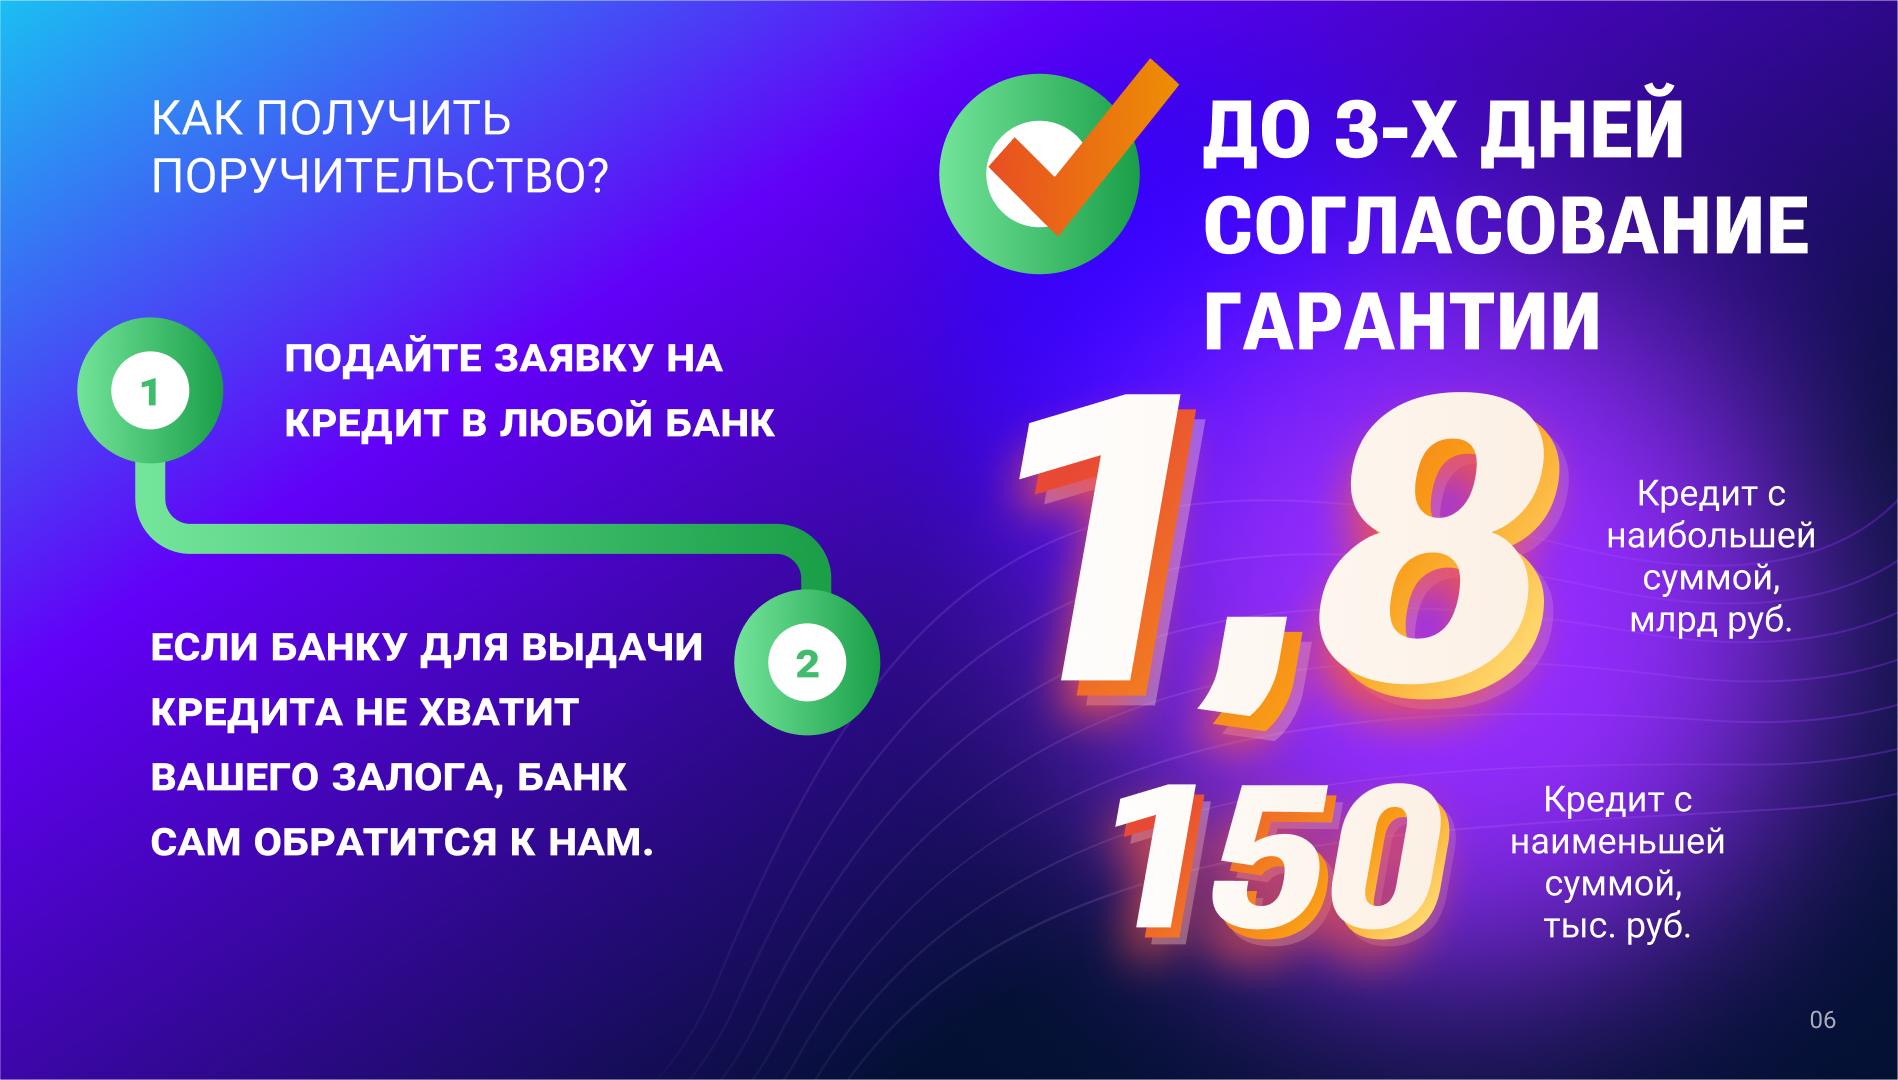 КАК ПОЛУЧИТЬ
ПОРУЧИТЕЛЬСТВО?
1
ПОДАЙТЕ ЗАЯВКУ НА
КРЕДИТ В ЛЮБОЙ БАНК
ЕСЛИ БАНКУ ДЛЯ ВЫДАЧИ
КРЕДИТА НЕ ХВАТИТ
ВАШЕГО ЗАЛОГА, БАНК
САМ ОБРАТИТСЯ К НАМ.
2
ДО 3-Х ДНЕЙ
СОГЛАСОВАНИЕ
ГАРАНТИИ
1,8
Кредит с
наибольшей
суммой,
млрд руб.
150
Кредит с
наименьшей
суммой,
тыс. руб.
06